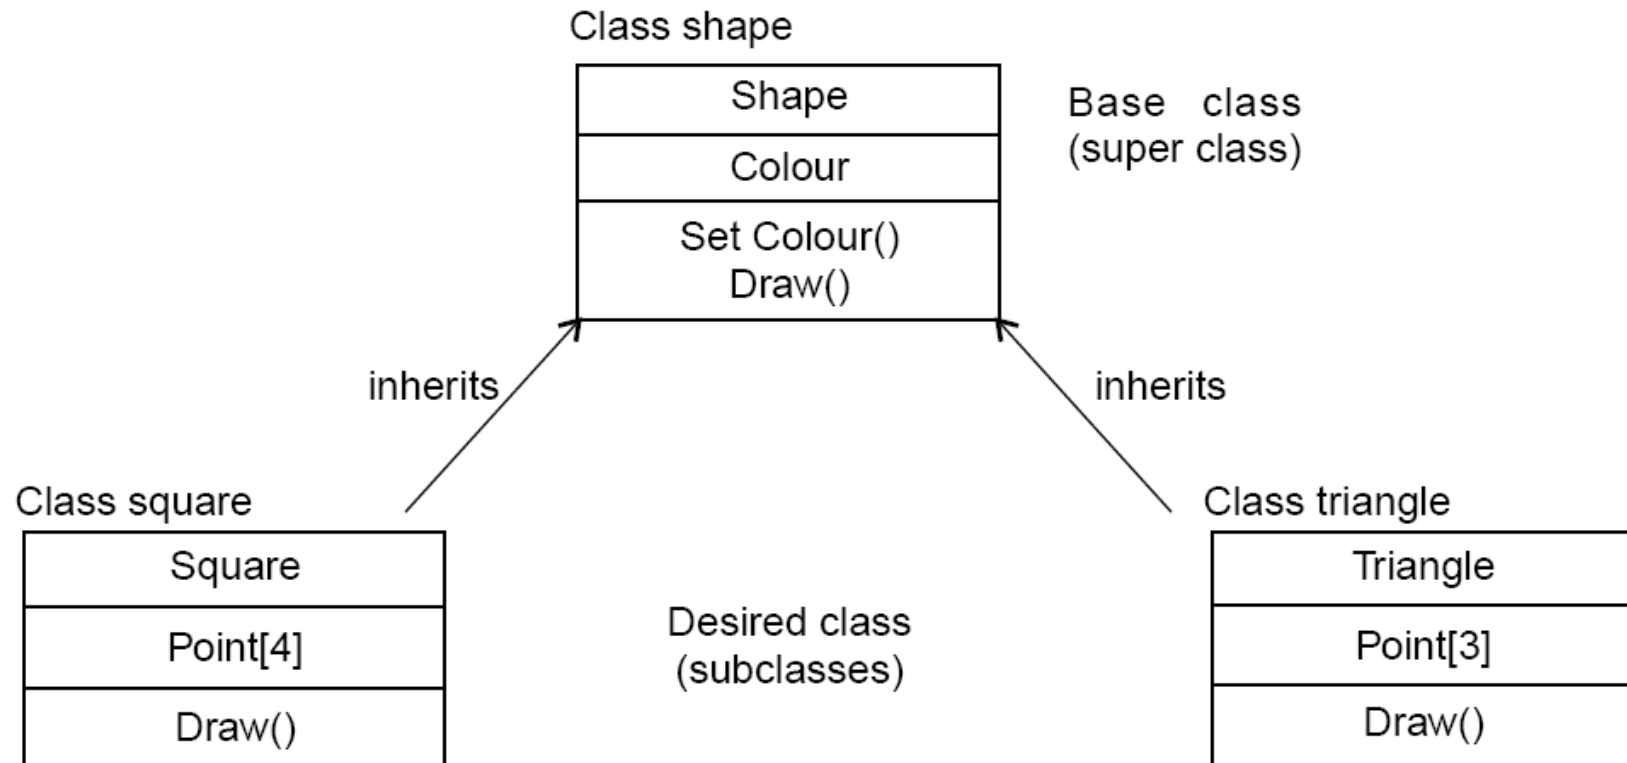 Class shape
Shape
Base class
(super class)
Colour
Set Colour()
Draw()
inherits
inherits
Class square
Class triangle
Square
Triangle
Desired class
(subclasses)
Point[4]
Point[3]
Draw()
Draw()